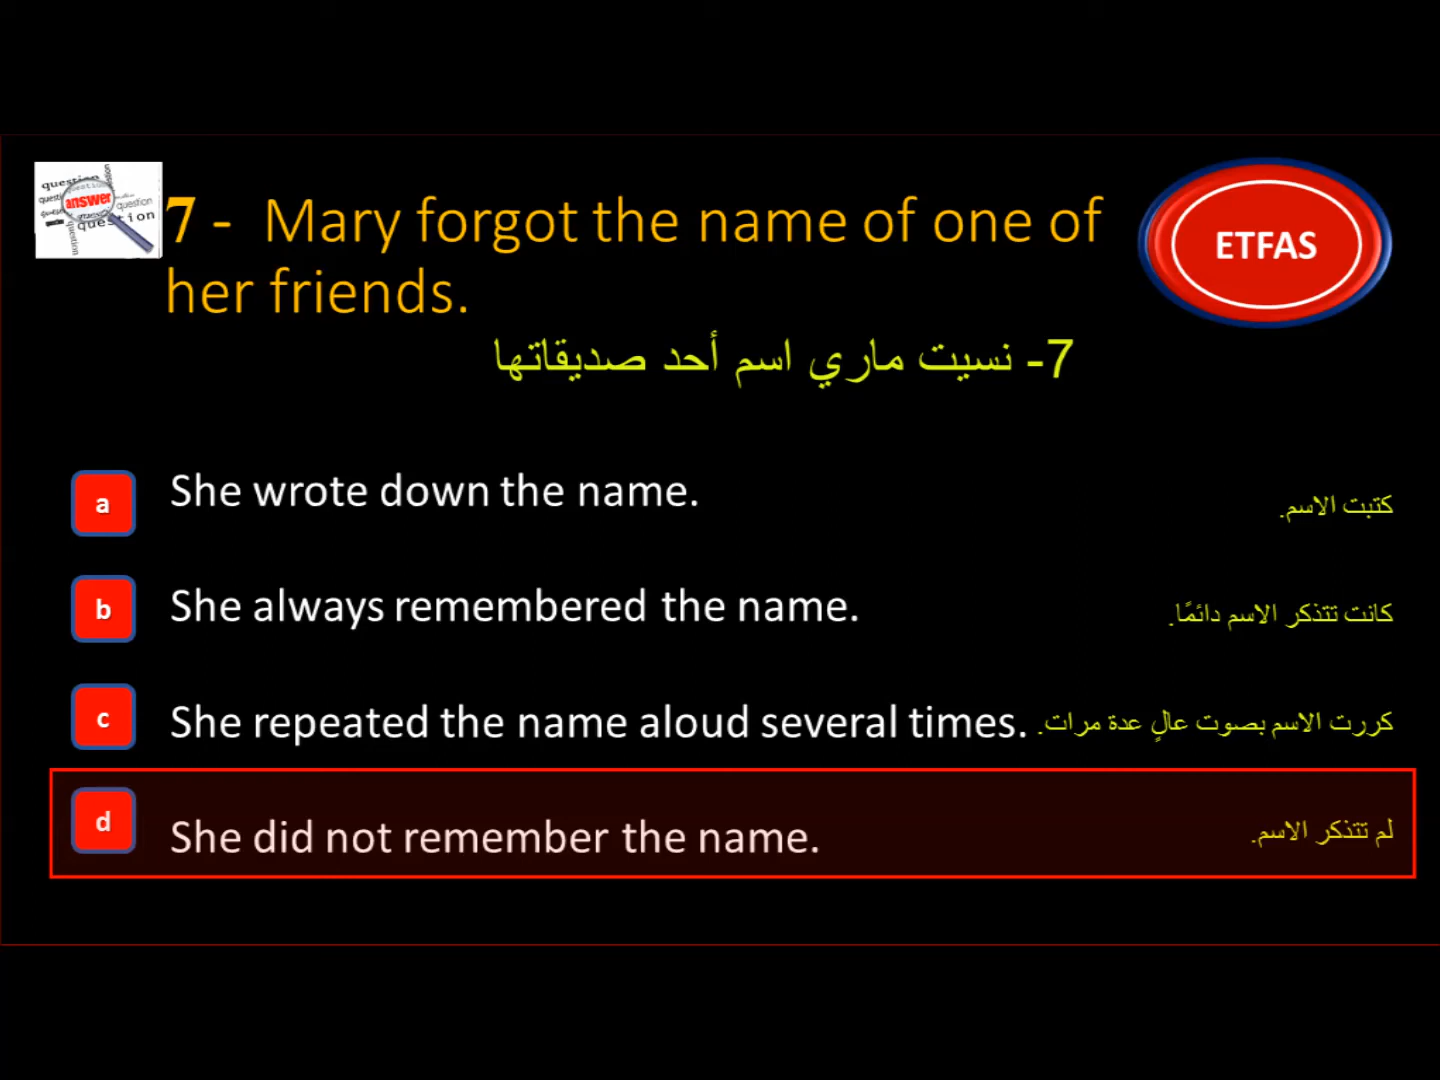 7 - Mary forgot the name of one of
her friends.
7- نسيت ماري اسم أحد صديقاتها
ETFAS
question
answer
question
a
She wrote down the name.
كتبت الاسم.
b
She always remembered the name.
كانت تتذكر الاسم دائمًا.
c
She repeated the name aloud several times.
كررت الاسم بصوت عالٍ عدة مرات.
d
She did not remember the name.
لم تتذكر الاسم.